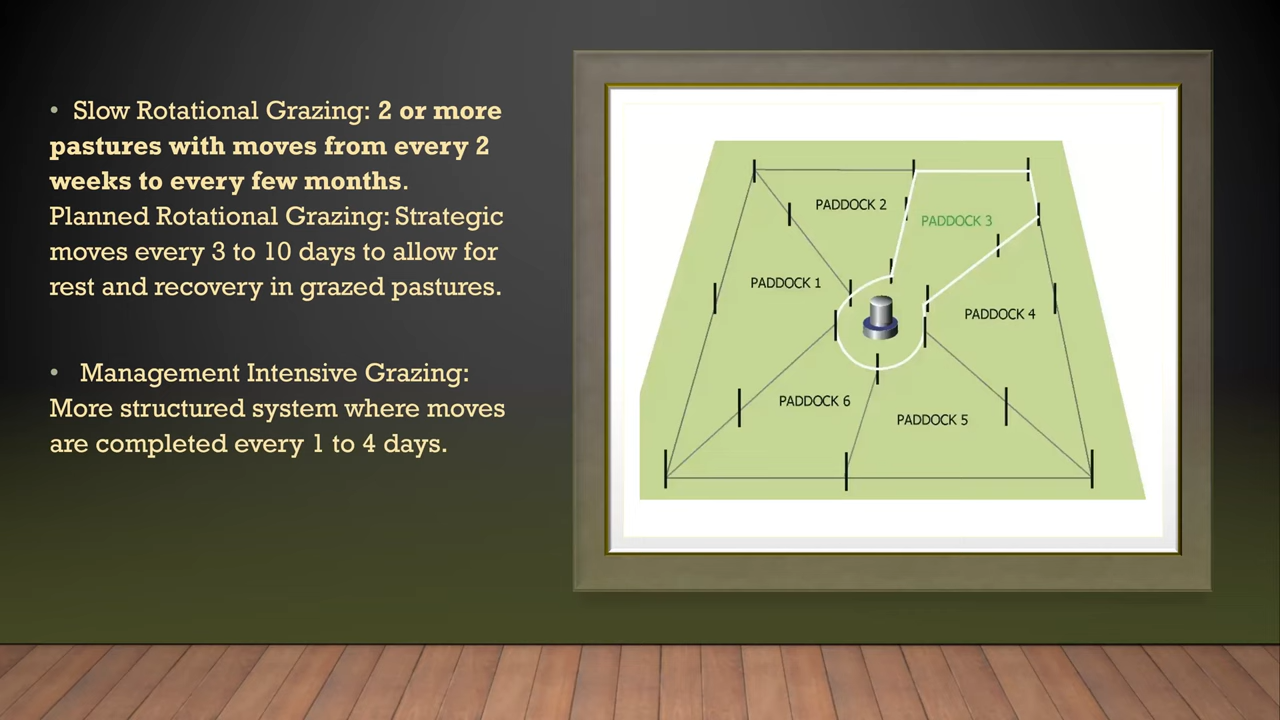 • Slow Rotational Grazing: 2 or more
pastures with moves from every 2
weeks to every few months.
Planned Rotational Grazing: Strategic
moves every 3 to 10 days to allow for
rest and recovery in grazed pastures.
• Management Intensive Grazing:
More structured system where moves
are completed every 1 to 4 days.
PADDOCK 2
PADDOCK 3
PADDOCK 1
PADDOCK 4
PADDOCK 6
PADDOCK 5